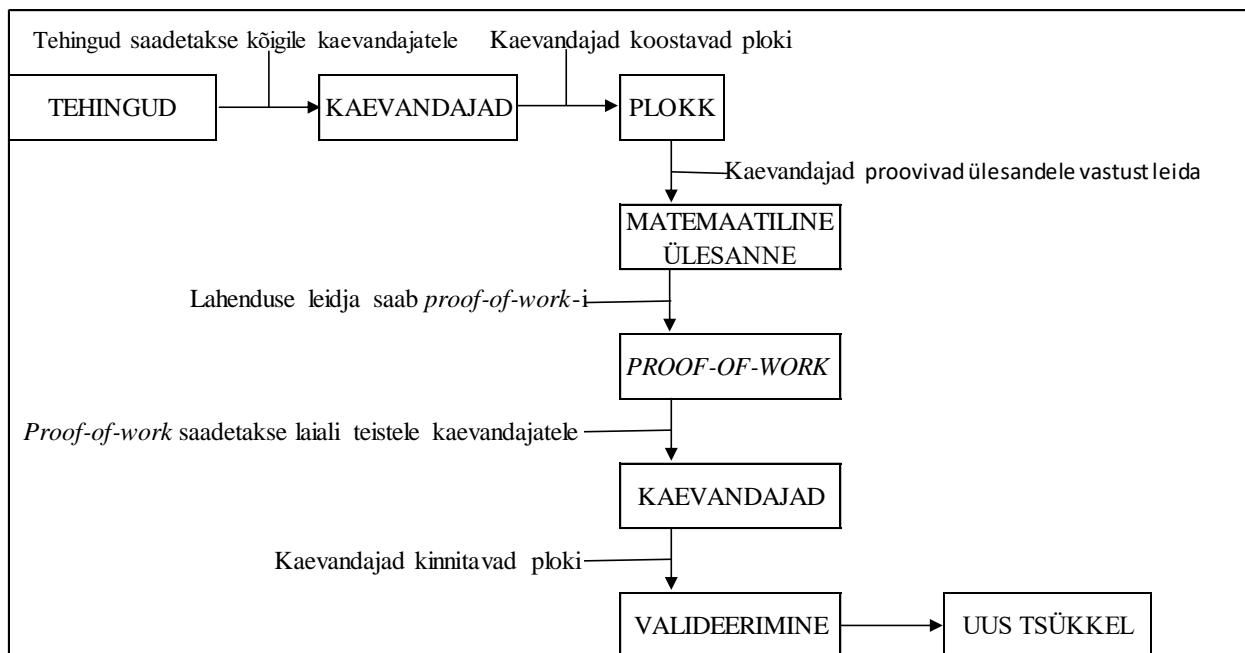 Tehingud saadetakse kõigile kaevandajatele
Kaevandajad koostavad ploki
TEHINGUD
KAEVANDAJAD
PLOKK
Kaevandajad proovivad ülesandele vastust leida
MATEMAATILINE
ÜLESANNE
Lahenduse leidja saab proof-of-work-i
PROOF-OF-WORK
Proof-of-work saadetakse laiali teistele kaevandajatele
KAEVANDAJAD
Kaevandajad kinnitavad ploki
VALIDEERIMINE
UUS TSÜKKEL